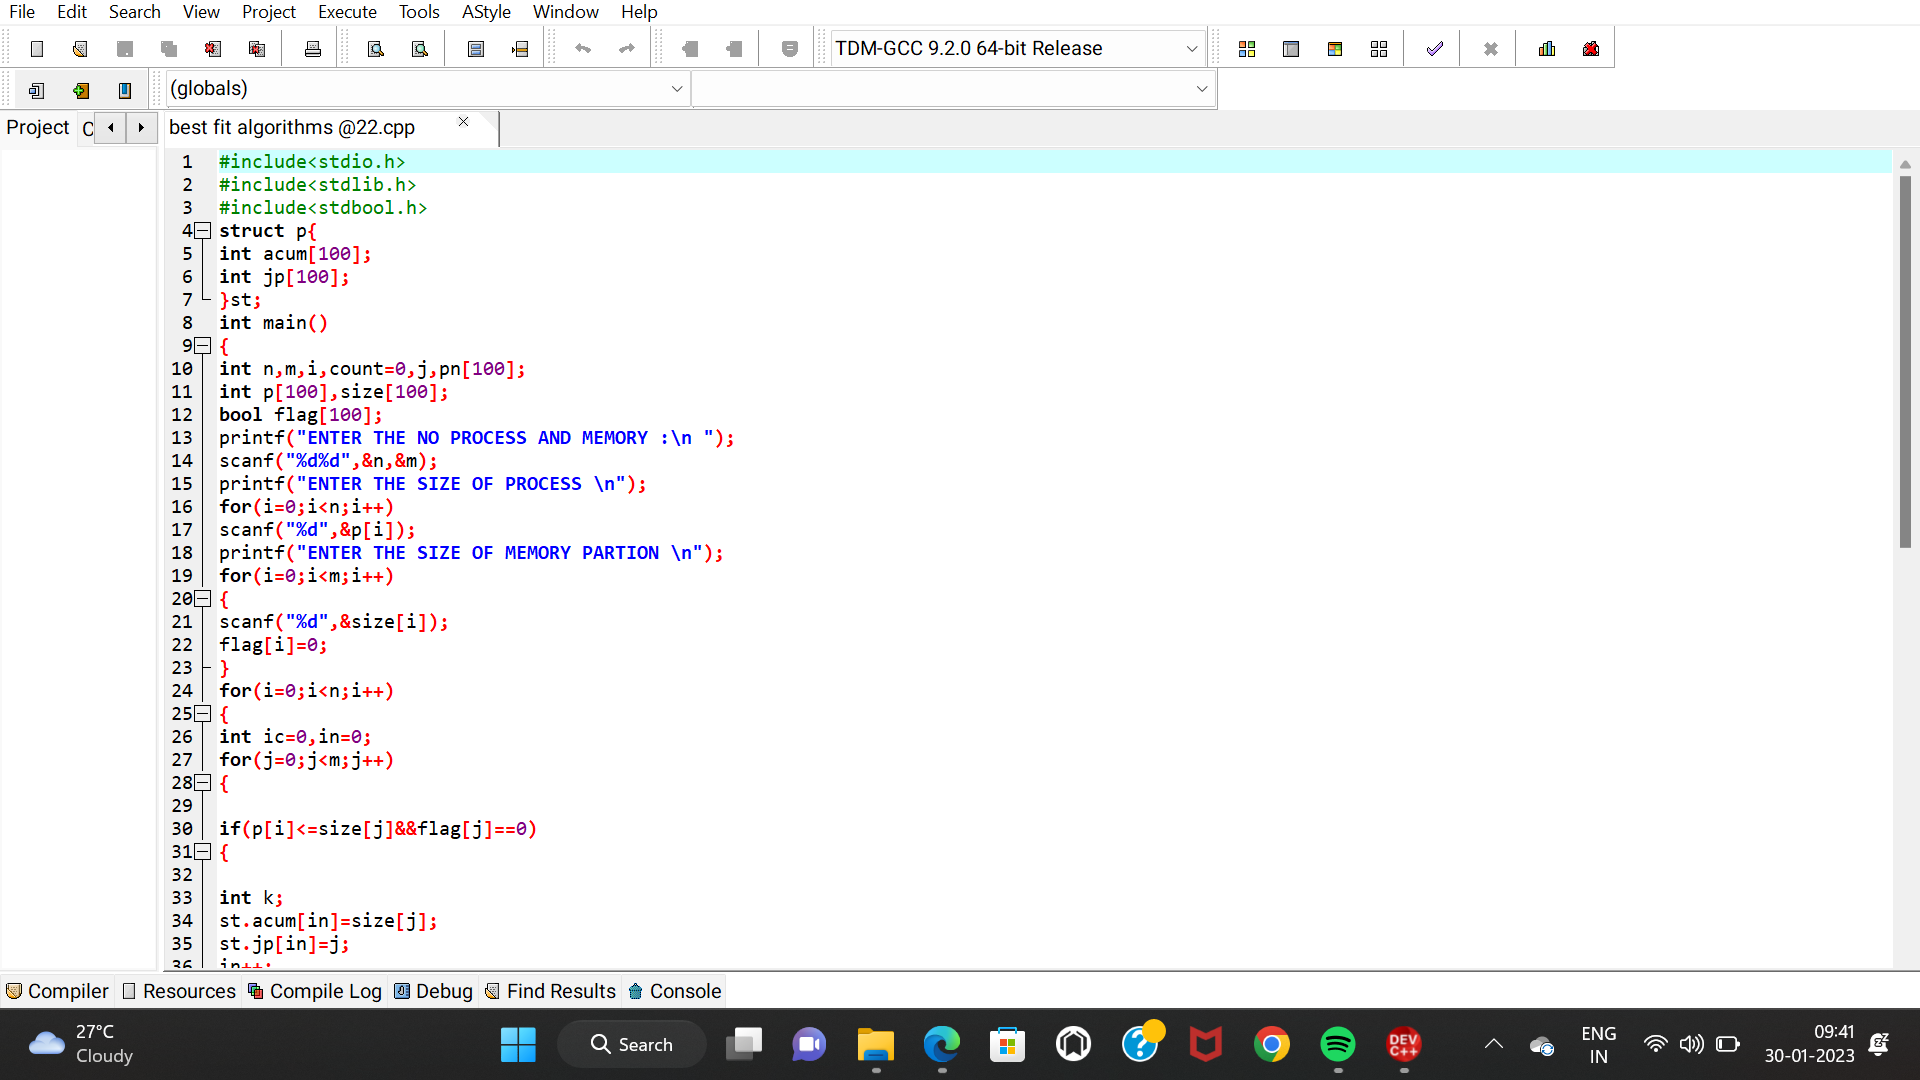 File Edit Search View Project Execute Tools AStyle Window Help
TDM-GCC 9.2.0 64-bit Release
(globals)
Project C
best fit algorithms @22.cpp
1 #include<stdio.h>
2 #include<stdlib.h>
3 #include<stdbool.h>
4 struct p{
5 int acum[100];
6 int jp[100];
7 }st;
8 int main()
9 {
10 int n,m,i,count=0,j,pn[100];
11 int p[100],size[100];
12 bool flag[100];
13 printf("ENTER THE NO PROCESS AND MEMORY :\n ");
14 scanf("%d%d",&n,&m);
15 printf("ENTER THE SIZE OF PROCESS \n");
16 for(i=0;i<n;i++)
17 scanf("%d",&p[i]);
18 printf("ENTER THE SIZE OF MEMORY PARTION \n");
19 for(i=0;i<m;i++)
20 {
21 scanf("%d",&size[i]);
22 flag[i]=0;
23 }
24 for(i=0;i<n;i++)
25 {
26 int ic=0,in=0;
27 for(j=0;j<m;j++)
28 {
29
30 if(p[i]<=size[j]&&flag[j]==0)
31 {
32
33 int k;
34 st.acum[in]=size[j];
35 st.jp[in]=j;
36 in++;
Compiler Resources Compile Log Debug Find Results Console
27°C
Cloudy
Search
DEV
C++
ENG
IN
09:41
30-01-2023